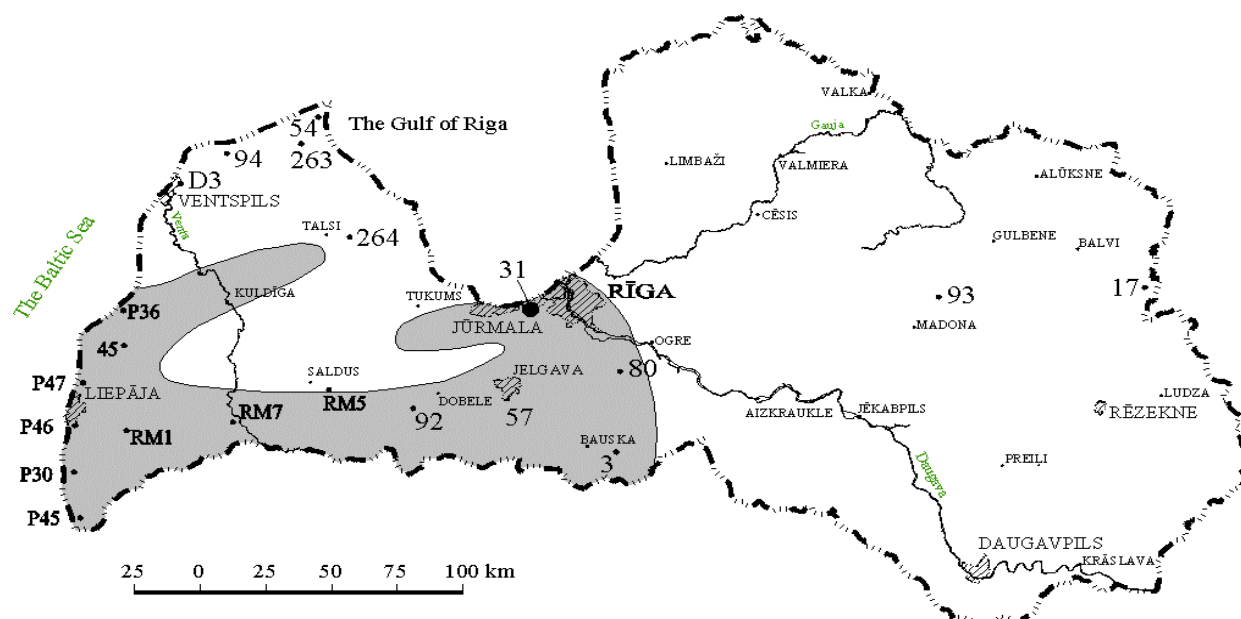 VALKA
54
The Gulf of Riga
Gauja
94
263
LIMBAŽI
VALMIERA
D3
ALŪKSNE
VENTSPILS
CĒSIS
Venta
TALSI
264
GULBENE
BALVI
The Baltic Sea
31
RĪGA
KULDĪGA
TUKUMS
93
17
P36
JŪRMALA
MADONA
45
OGRE
SALDUS
JELGAVA
80
P47
LIEPĀJA
RM5
DOBELE
LUDZA
92
57
AIZKRAUKLE
JĒKABPILS
RĒZEKNE
P46
RM1
RM7
BAUSKA
3
PREIĻI
P30
Daugava
P45
DAUGAVPILS
KRĀSLAVA
25 0 25 50 75 100 km